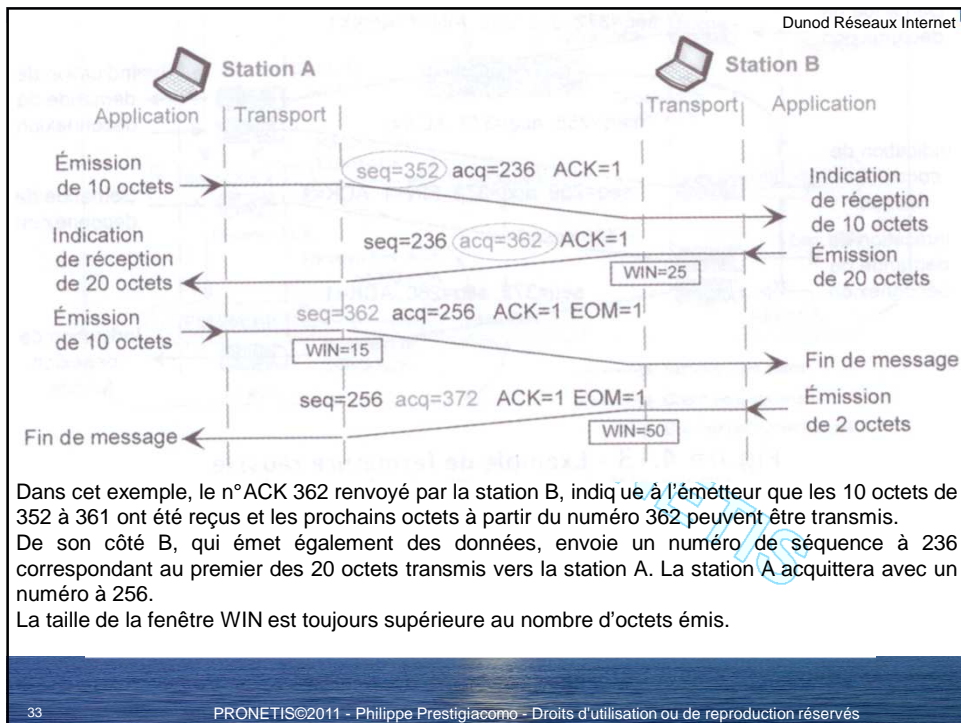 Dunod Réseaux Internet
Station A
Station B
Application
Transport
Transport
Application
Émission
de 10 octets
seq=352 acq=236 ACK=1
Indication
de réception
de 10 octets
Indication
de réception
de 20 octets
seq=236 acq=362 ACK=1
WIN=25
Émission
de 20 octets
Émission
de 10 octets
seq=362 acq=256 ACK=1 EOM=1
WIN=15
Fin de message
seq=256 acq=372 ACK=1 EOM=1
WIN=50
Émission
de 2 octets
Fin de message
Dans cet exemple, le n°ACK 362 renvoyé par la station B, indique à l'émetteur que les 10 octets de
352 à 361 ont été reçus et les prochains octets à partir du numéro 362 peuvent être transmis.
De son côté B, qui émet également des données, envoie un numéro de séquence à 236
correspondant au premier des 20 octets transmis vers la station A. La station A acquittera avec un
numéro à 256.
La taille de la fenêtre WIN est toujours supérieure au nombre d'octets émis.
33
PRONETIS©2011 - Philippe Prestigiacomo - Droits d'utilisation ou de reproduction réservés